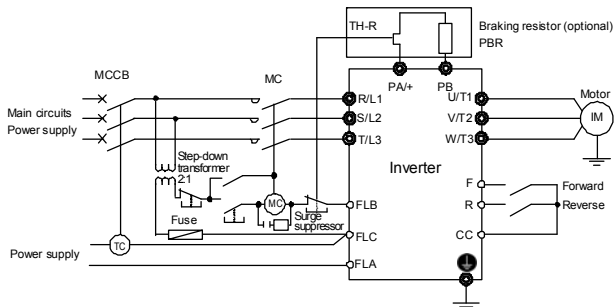 TH-R
Braking resistor (optional)
PBR
MCCB
MC
PA/+
PB
Main circuits
Power supply
R/L1
S/L2
T/L3
U/T1
V/T2
W/T3
Motor
IM
Inverter
Step-down
transformer
2:1
MC
Surge
suppressor
Fuse
TC
Power supply
FLB
FLC
FLA
F
R
CC
Forward
Reverse